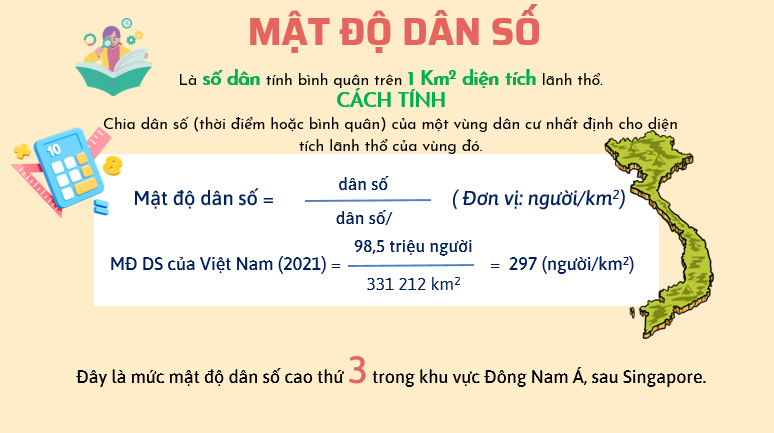 MẬT ĐỘ DÂN SỐ
Là số dân tính bình quân trên 1 Km² diện tích lãnh thổ.
CÁCH TÍNH
Chia dân số (thời điểm hoặc bình quân) của một vùng dân cư nhất định cho diện
tích lãnh thổ của vùng đó.
10
Mật độ dân số = dân số ( Đơn vị: người/km²)
dân số/
98,5 triệu người
MĐ DS của Việt Nam (2021) = = 297 (người/km²)
331 212 km²
Đây là mức mật độ dân số cao thứ 3 trong khu vực Đông Nam Á, sau Singapore.